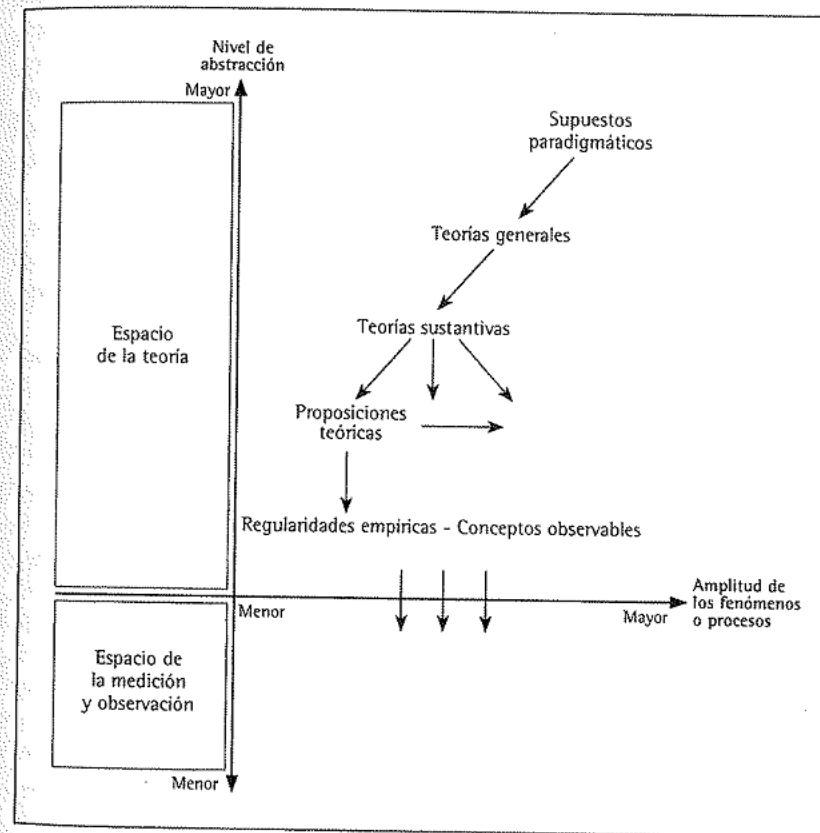 Nivel de
abstracción
Mayor
Supuestos
paradigmáticos
Teorías generales
Teorías sustantivas
Espacio
de la teoría
Proposiciones
teóricas
Regularidades empíricas - Conceptos observables
Menor
Mayor
Amplitud de
los fenómenos
o procesos
Espacio de
la medición
y observación
Menor